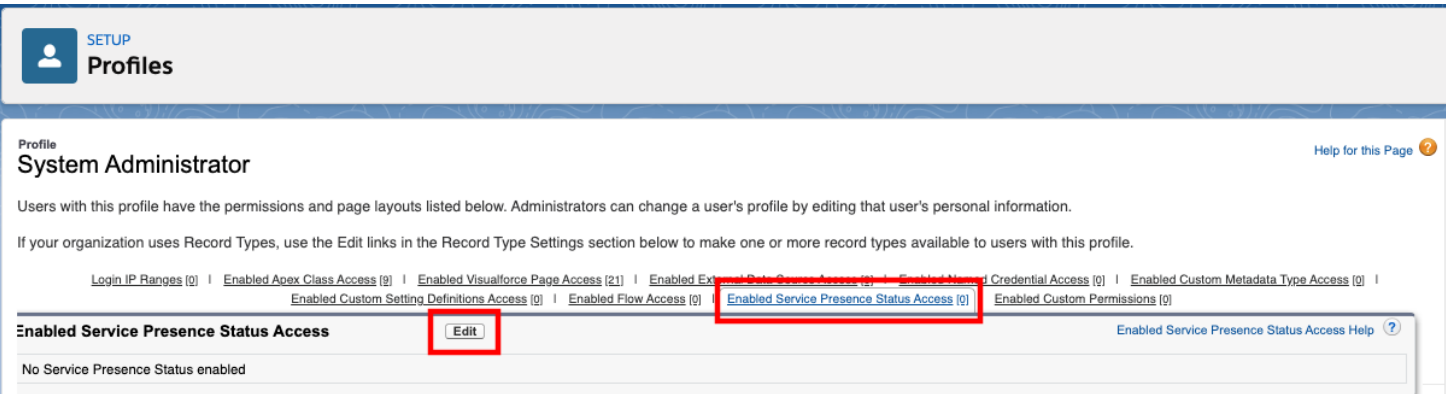 SETUP
Profiles
Profile
System Administrator
Help for this Page
Users with this profile have the permissions and page layouts listed below. Administrators can change a user's profile by editing that user's personal information.
If your organization uses Record Types, use the Edit links in the Record Type Settings section below to make one or more record types available to users with this profile.
Login IP Ranges [0] | Enabled Apex Class Access [9] | Enabled Visualforce Page Access [21] | Enabled External Data Source Access | Enabled Named Credential Access [0] | Enabled Custom Metadata Type Access [0] |
Enabled Custom Setting Definitions Access [0] | Enabled Flow Access [0] | Enabled Service Presence Status Access [0] Enabled Custom Permissions [0]
Enabled Service Presence Status Access Edit Enabled Service Presence Status Access Help ?
No Service Presence Status enabled